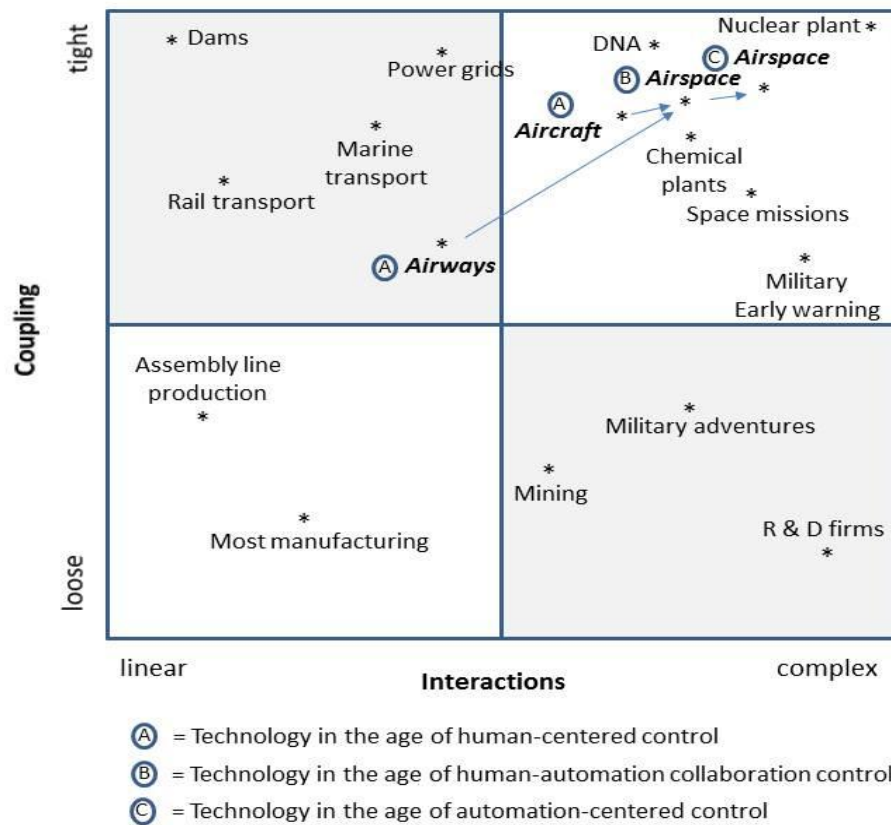 tight
Coupling
loose
* Dams
Power grids
*
*
Marine
transport
*
Rail transport
*
A Airways
Nuclear plant *
DNA *
C Airspace
B Airspace
*
*
A
*
Aircraft
*
Chemical
plants
*
Space missions
*
Military
Early warning
Assembly line
production
*
*
Most manufacturing
*
Military adventures
*
Mining
R & D firms
*
linear
Interactions
complex
A = Technology in the age of human-centered control
B = Technology in the age of human-automation collaboration control
C = Technology in the age of automation-centered control